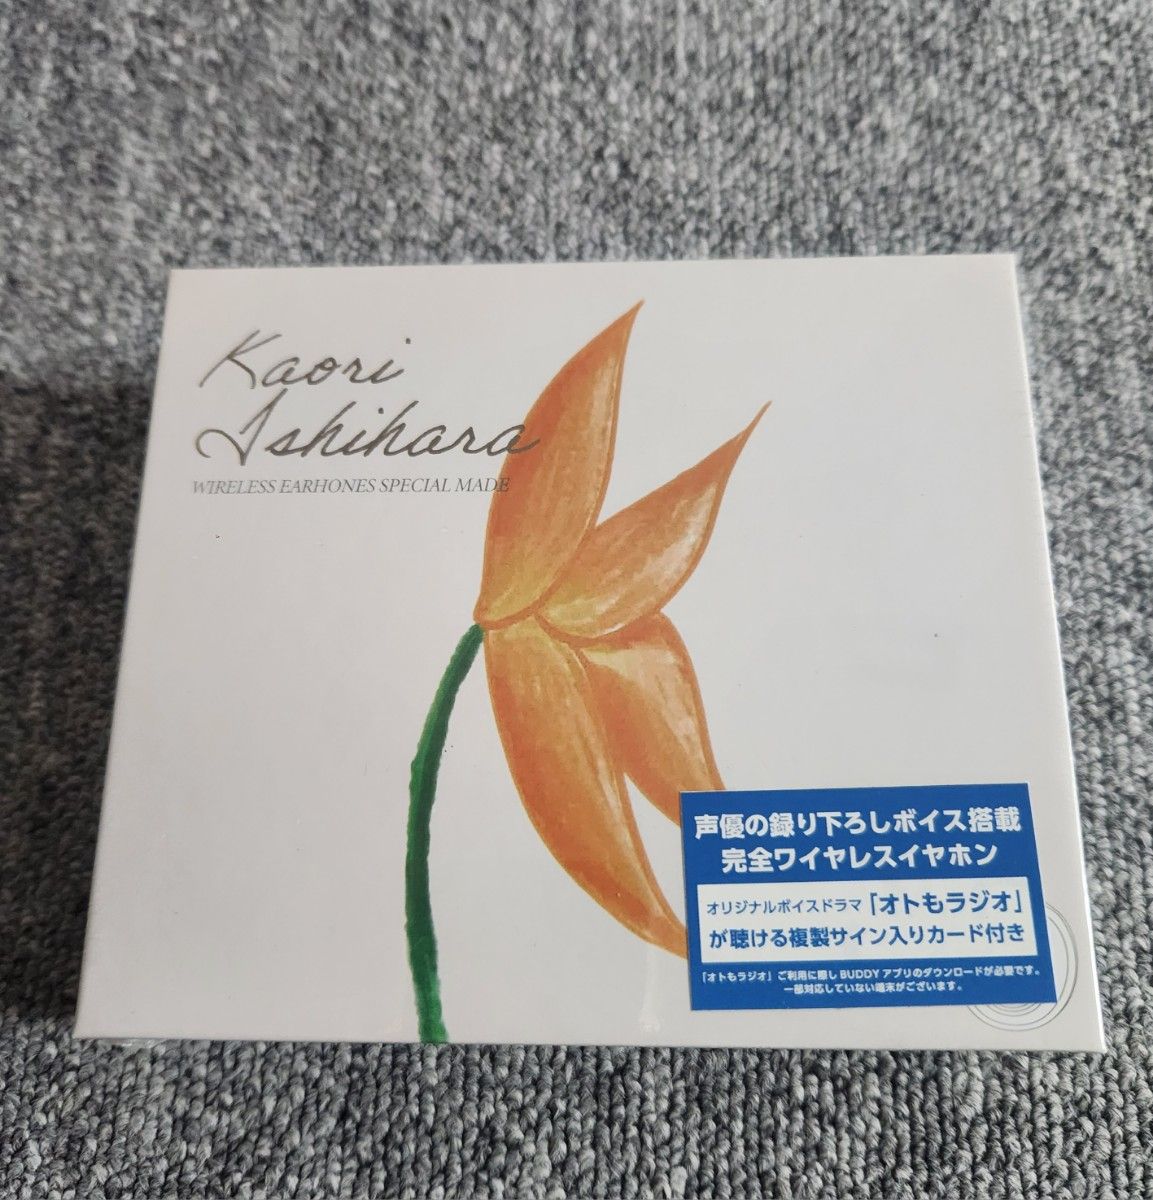 Kaori
Ishihara
WIRELESS EARHONES SPECIAL MADE
声優の録り下ろしボイス搭載
完全ワイヤレスイヤホン
オリジナルボイスドラマ「オトもラジオ」
が聴ける複製サイン入りカード付き
「オトもラジオ」ご利用に際しBUDDYアプリのダウンロードが必要です。
一部対応していない端末がございます。